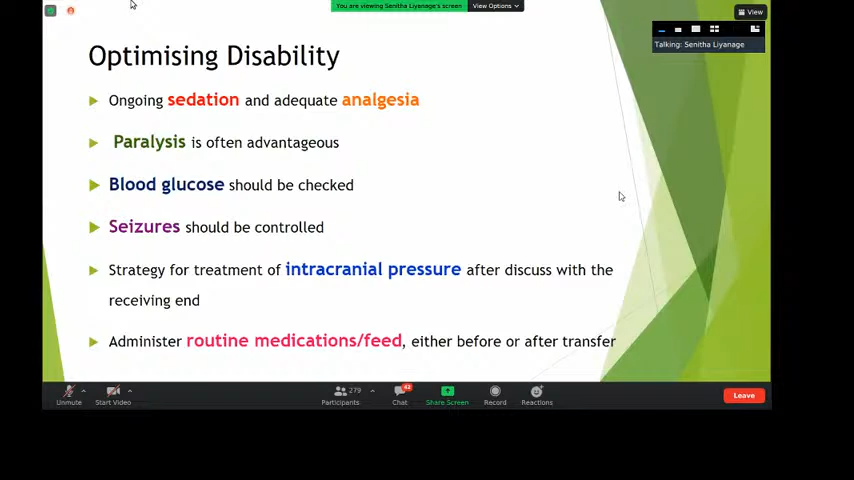 You are viewing Senitha Liyanage's screen
View Options
View
Talking: Senitha Liyanage
Optimising Disability
Ongoing sedation and adequate analgesia
Paralysis is often advantageous
Blood glucose should be checked
Seizures should be controlled
Strategy for treatment of intracranial pressure after discuss with the
receiving end
Administer routine medications/feed, either before or after transfer
Unmute
Start Video
279
Participants
42
Chat
Share Screen
Record
Reactions
Leave